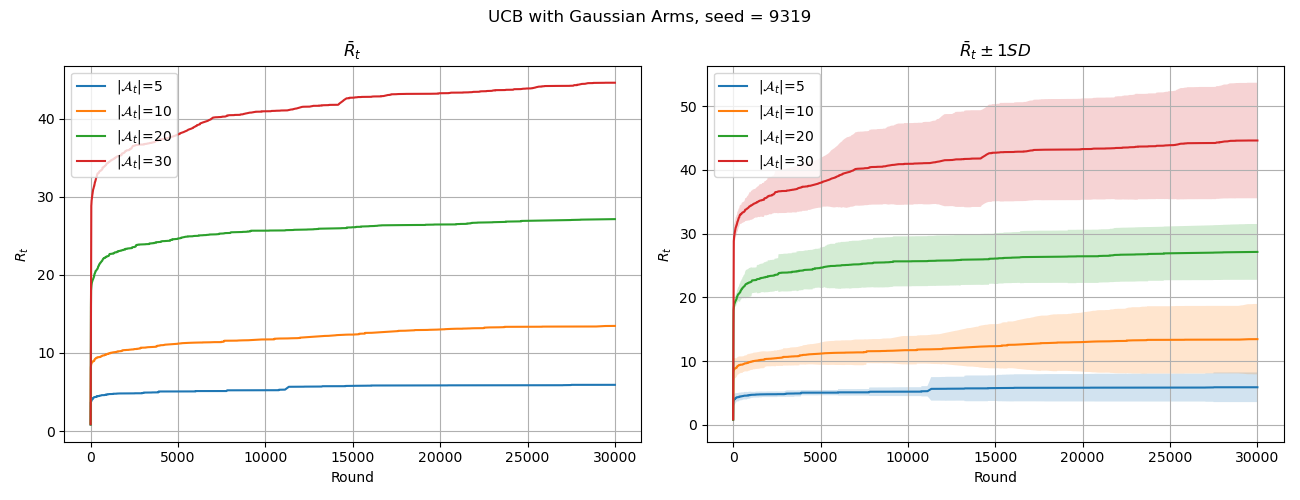 UCB with Gaussian Arms, seed = 9319
R̄ₜ
|𝒜ₜ|=5
|𝒜ₜ|=10
|𝒜ₜ|=20
|𝒜ₜ|=30
Rₜ
40
30
20
10
0
0 5000 10000 15000 20000 25000 30000
Round
R̄ₜ ± 1SD
|𝒜ₜ|=5
|𝒜ₜ|=10
|𝒜ₜ|=20
|𝒜ₜ|=30
Rₜ
50
40
30
20
10
0
0 5000 10000 15000 20000 25000 30000
Round